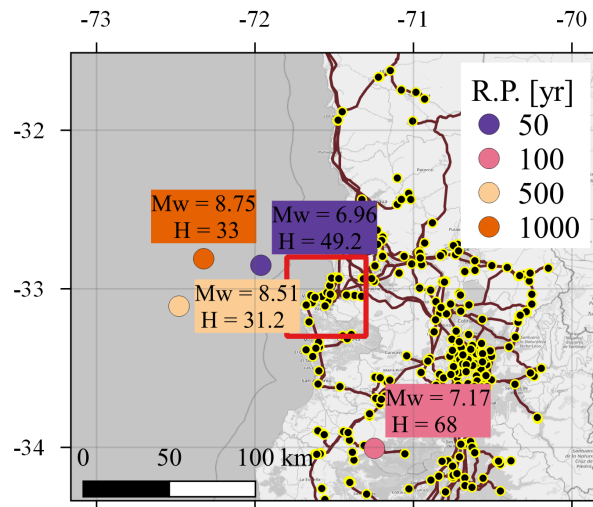 -73 -72 -71 -70
-32
-33
-34
R.P. [yr]
50
100
500
1000
Mw = 8.75
H = 33
Mw = 6.96
H = 49.2
Mw = 8.51
H = 31.2
Mw = 7.17
H = 68
0 50 100 km